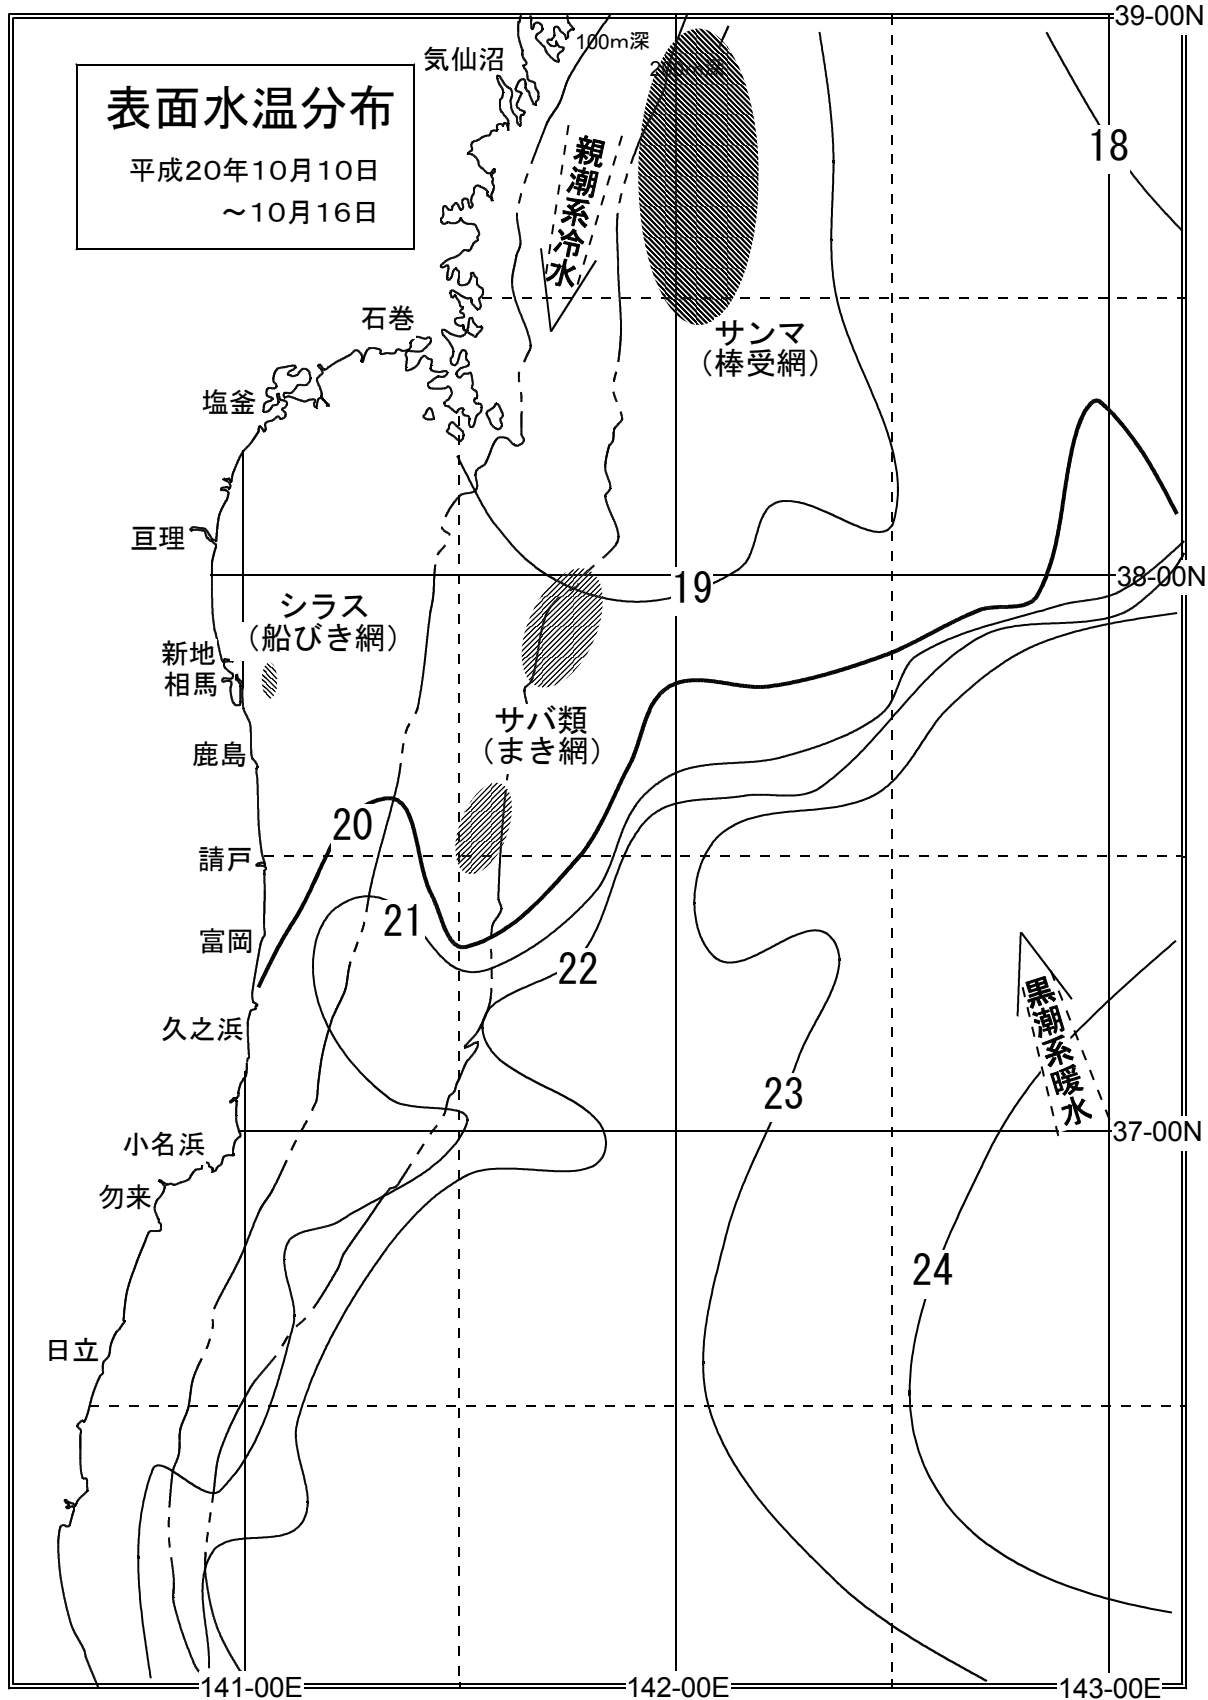 39-00N
100m深
気仙沼
200m深
表面水温分布
平成20年10月10日
～10月16日
18
親潮系冷水
石巻
サンマ
（棒受網）
塩釜
亘理
38-00N
19
シラス
（船びき網）
新地
相馬
サバ類
（まき網）
鹿島
20
請戸
21
富岡
22
久之浜
黒潮系暖水
23
37-00N
小名浜
勿来
24
日立
141-00E
142-00E
143-00E